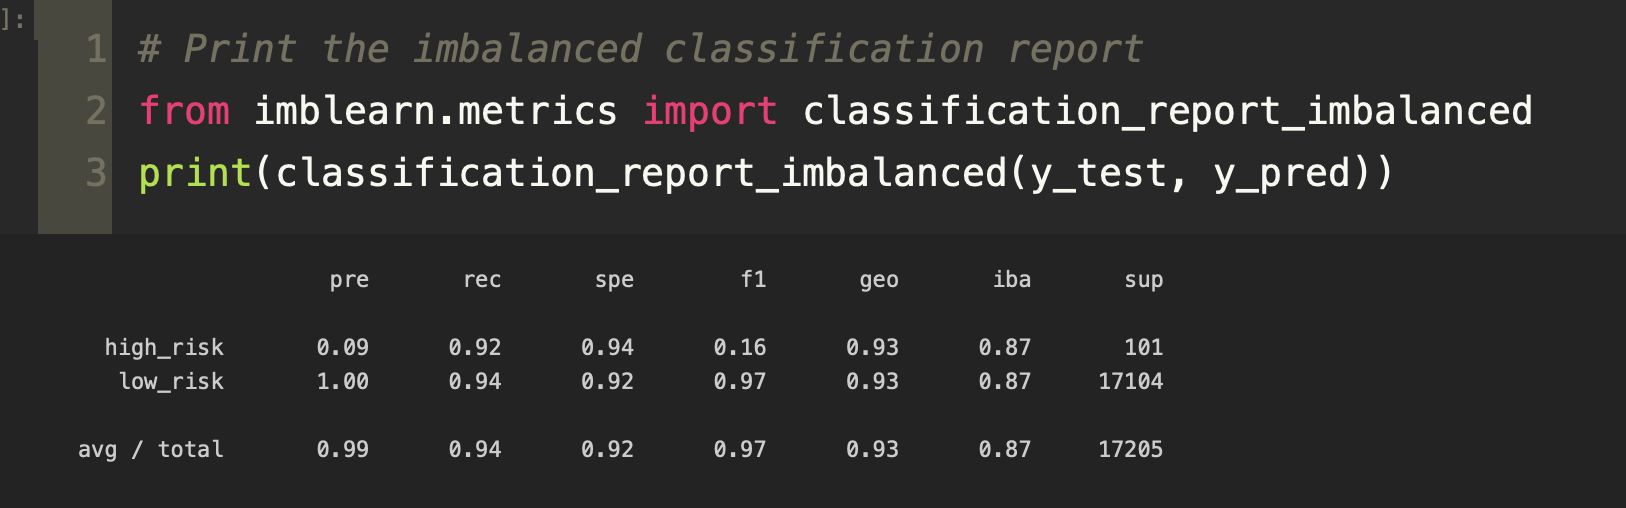 ]:
1 # Print the imbalanced classification report
2 from imblearn.metrics import classification_report_imbalanced
3 print(classification_report_imbalanced(y_test, y_pred))
pre rec spe f1 geo iba sup
high_risk 0.09 0.92 0.94 0.16 0.93 0.87 101
low_risk 1.00 0.94 0.92 0.97 0.93 0.87 17104
avg / total 0.99 0.94 0.92 0.97 0.93 0.87 17205